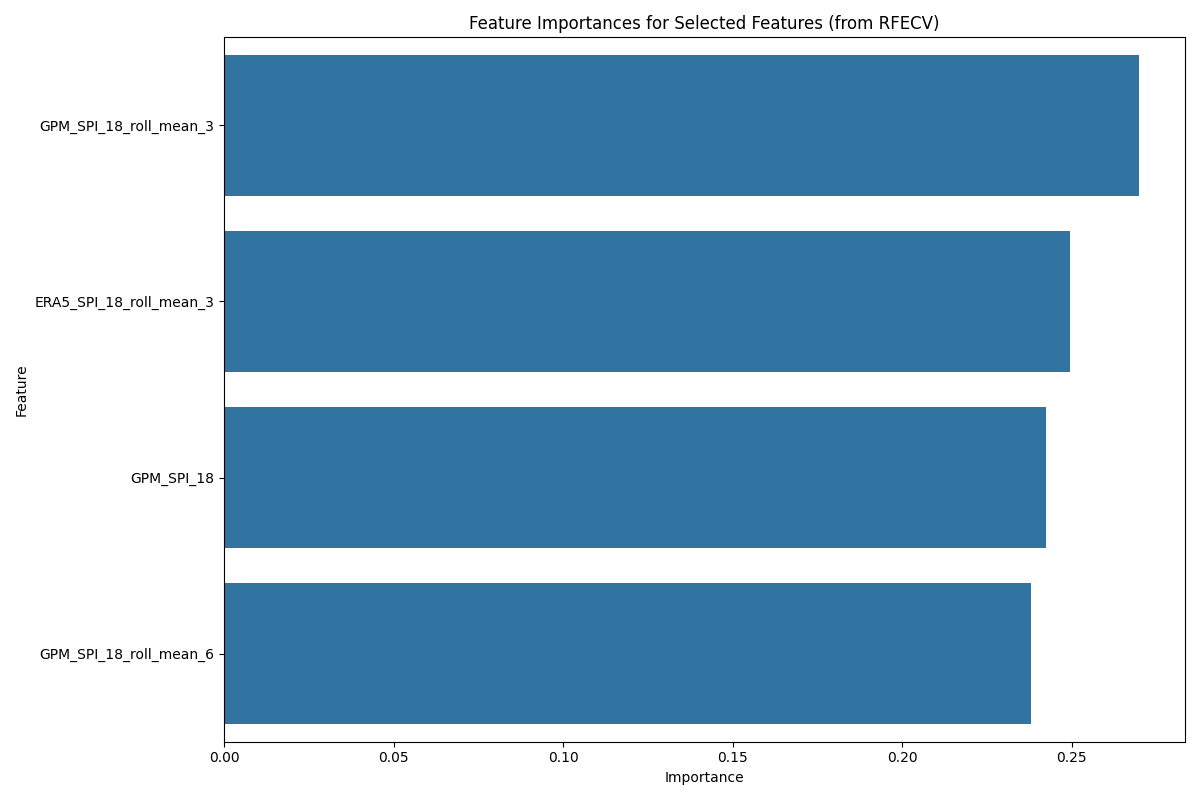 Feature Importances for Selected Features (from RFECV)
GPM_SPI_18_roll_mean_3
ERA5_SPI_18_roll_mean_3
GPM_SPI_18
GPM_SPI_18_roll_mean_6
Feature
0.00 0.05 0.10 0.15 0.20 0.25
Importance